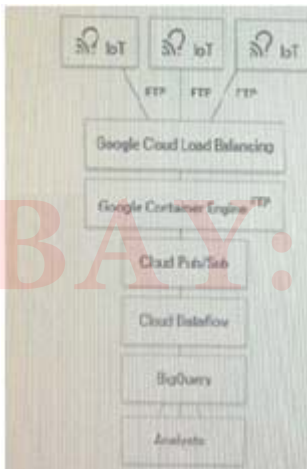 IoT IoT IoT
FTP FTP FTP
Google Cloud Load Balancing
Google Container Engine FTP
BAY:
Cloud Pub/Sub
Cloud Dataflow
BigQuery
Analysts